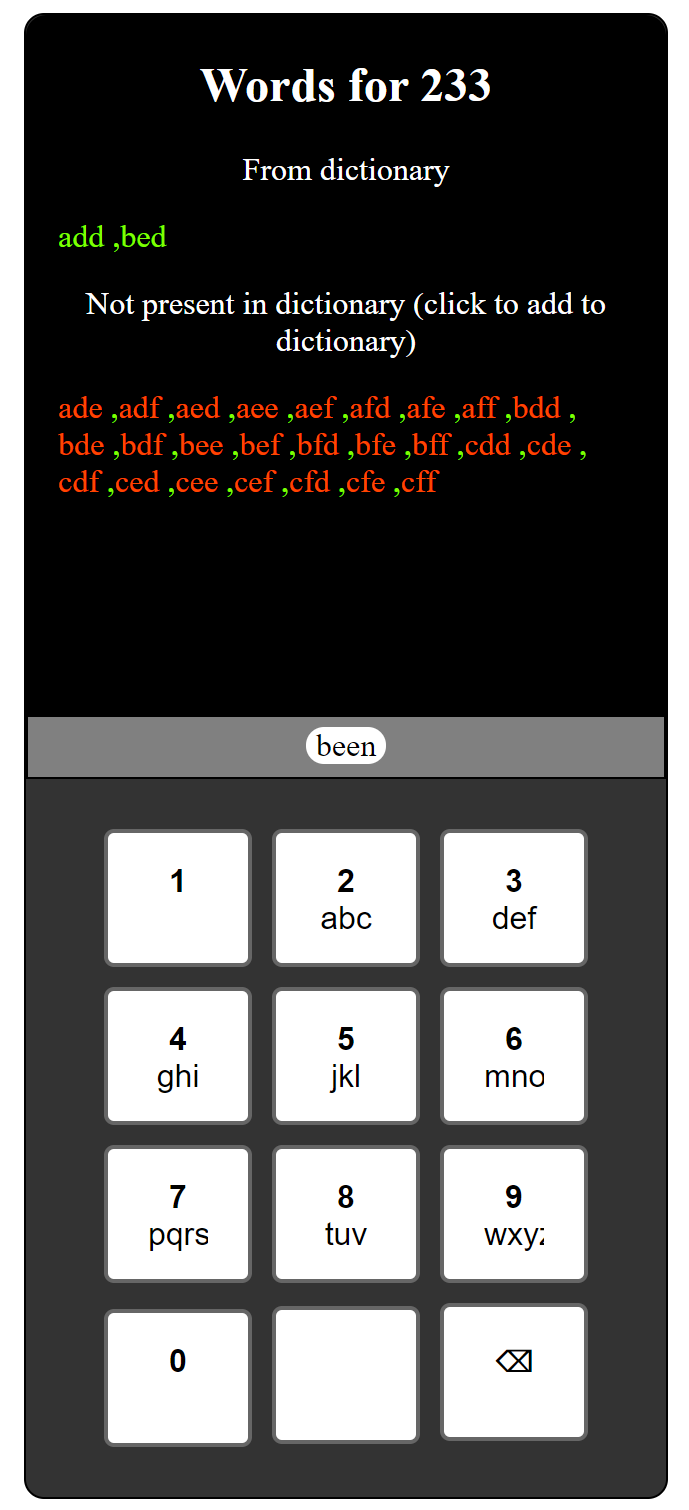 Words for 233
From dictionary
add ,bed
Not present in dictionary (click to add to
dictionary)
ade ,adf ,aed ,aee ,aef ,afd ,afe ,aff ,bdd ,
bde ,bdf ,bee ,bef ,bfd ,bfe ,bff ,cdd ,cde ,
cdf ,ced ,cee ,cef ,cfd ,cfe ,cff
been
1 2 3
abc def
4 5 6
ghi jkl mno
7 8 9
pqrs tuv wxyz
0 ⌫